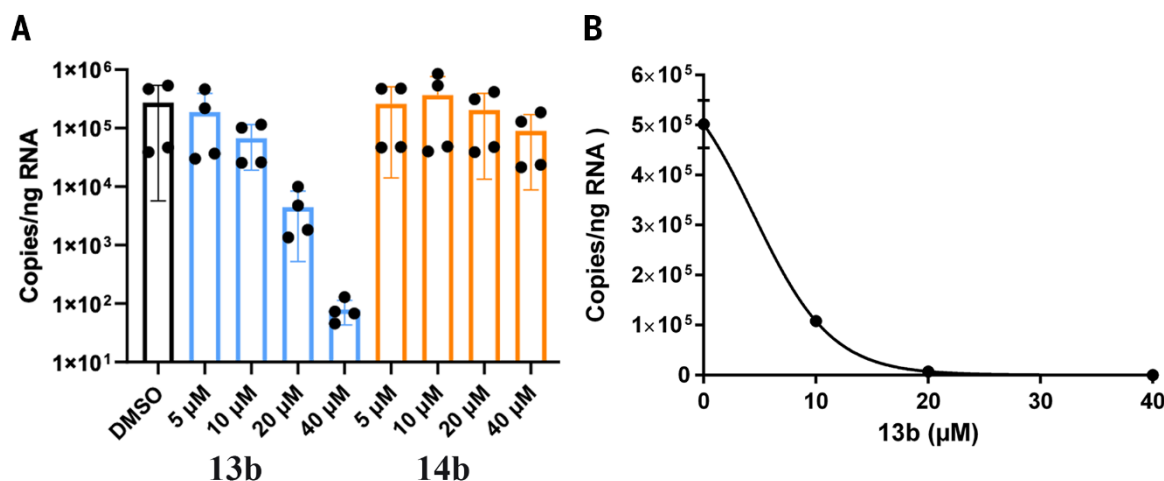 A
Copies/ng RNA
1×10⁶
1×10⁵
1×10⁴
1×10³
1×10²
1×10¹
DMSO
5 µM
10 µM
20 µM
40 µM
5 µM
10 µM
20 µM
40 µM
13b
14b
B
Copies/ng RNA )
6×10⁵
5×10⁵
4×10⁵
3×10⁵
2×10⁵
1×10⁵
0
0
10
20
30
40
13b (µM)